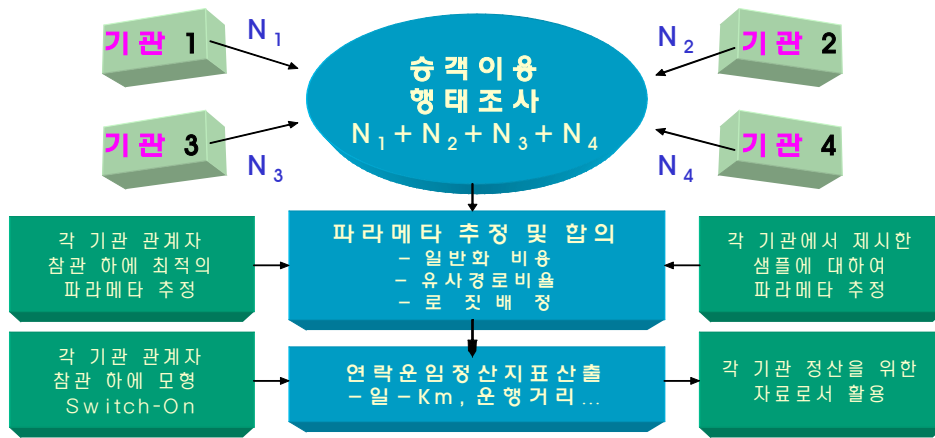 기관 1
N1
기관 2
N2
기관 3
N3
기관 4
N4
승객이용
행태조사
N1+N2+N3+N4
각 기관 관계자
참관 하에 최적의
파라메타 추정
파라메타 추정 및 합의
- 일반화 비용
- 유사경로비율
- 로 짓배 정
각 기관에서 제시한
샘플에 대하여
파라메타 추정
각 기관 관계자
참관 하에 모형
Switch-On
연락운임정산지표산출
-일-Km, 운행거리...
각 기관 정산을 위한
자료로서 활용